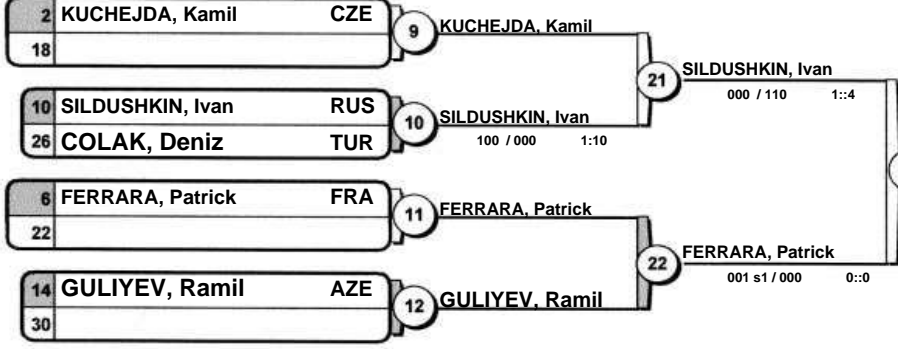 2 KUCHEJDA, Kamil CZE
18
9
KUCHEJDA, Kamil
10 SILDUSHKIN, Ivan RUS
26 COLAK, Deniz TUR
10
SILDUSHKIN, Ivan
100 / 000 1:10
21
SILDUSHKIN, Ivan
000 / 110 1::4
6 FERRARA, Patrick FRA
22
11
FERRARA, Patrick
14 GULIYEV, Ramil AZE
30
12
GULIYEV, Ramil
22
FERRARA, Patrick
001 s1 / 000 0::0